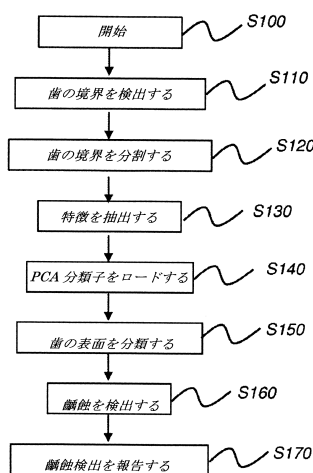 開始
S100
歯の境界を検出する
S110
歯の境界を分割する
S120
特徴を抽出する
S130
PCA 分類子をロードする
S140
歯の表面を分類する
S150
齲蝕を検出する
S160
齲蝕検出を報告する
S170